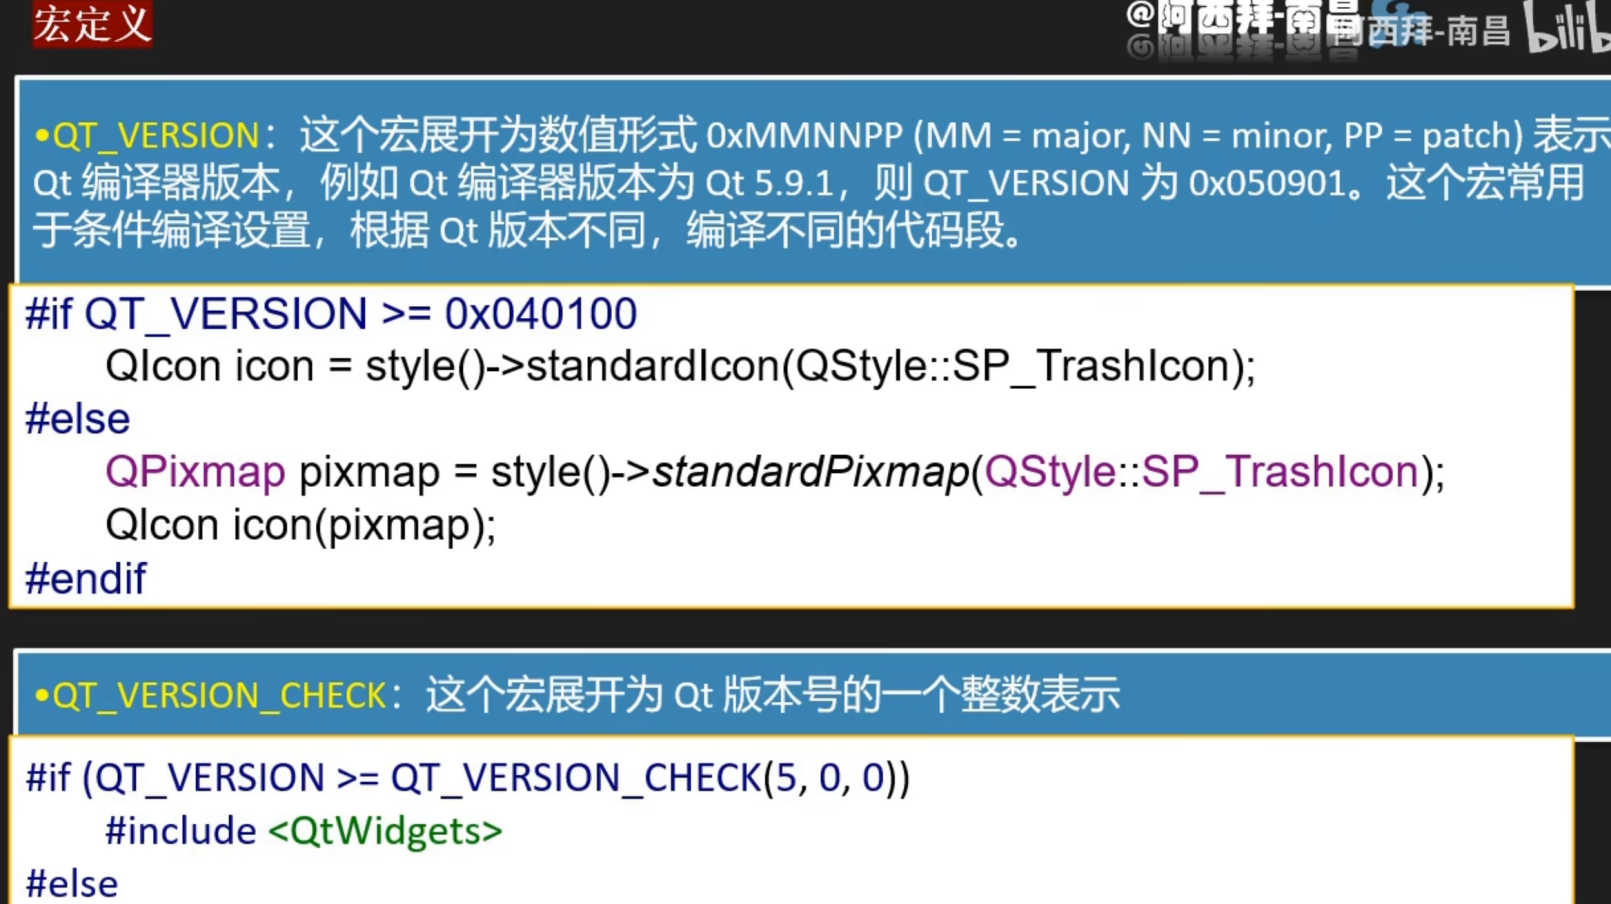 宏定义
@阿西拜-南昌
阿西拜-南昌 bilib
•QT_VERSION：这个宏展开为数值形式 0xMMNNPP (MM = major, NN = minor, PP = patch) 表示
Qt 编译器版本，例如 Qt 编译器版本为 Qt 5.9.1，则 QT_VERSION 为 0x050901。这个宏常用
于条件编译设置，根据 Qt 版本不同，编译不同的代码段。
#if QT_VERSION >= 0x040100
QIcon icon = style()->standardIcon(QStyle::SP_TrashIcon);
#else
QPixmap pixmap = style()->standardPixmap(QStyle::SP_TrashIcon);
QIcon icon(pixmap);
#endif
•QT_VERSION_CHECK：这个宏展开为 Qt 版本号的一个整数表示
#if (QT_VERSION >= QT_VERSION_CHECK(5, 0, 0))
#include <QtWidgets>
#else